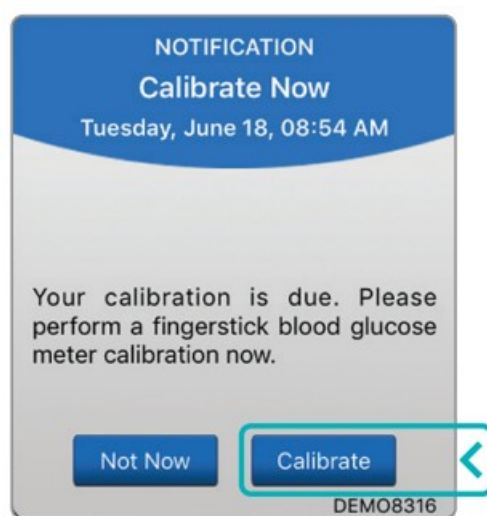 NOTIFICATION
Calibrate Now
Tuesday, June 18, 08:54 AM
Your calibration is due. Please
perform a fingerstick blood glucose
meter calibration now.
Not Now
Calibrate
DEMO8316